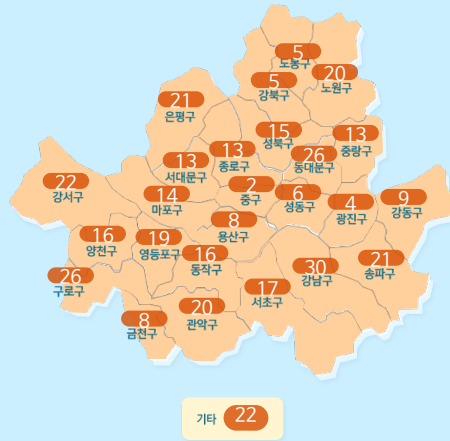 5
도봉구
20
노원구
5
강북구
21
은평구
15
성북구
13
중랑구
13
종로구
26
동대문구
13
서대문구
22
강서구
14
마포구
2
중구
6
성동구
4
광진구
9
강동구
8
용산구
16
양천구
19
영등포구
16
동작구
21
송파구
30
강남구
26
구로구
17
서초구
20
관악구
8
금천구
기타 22